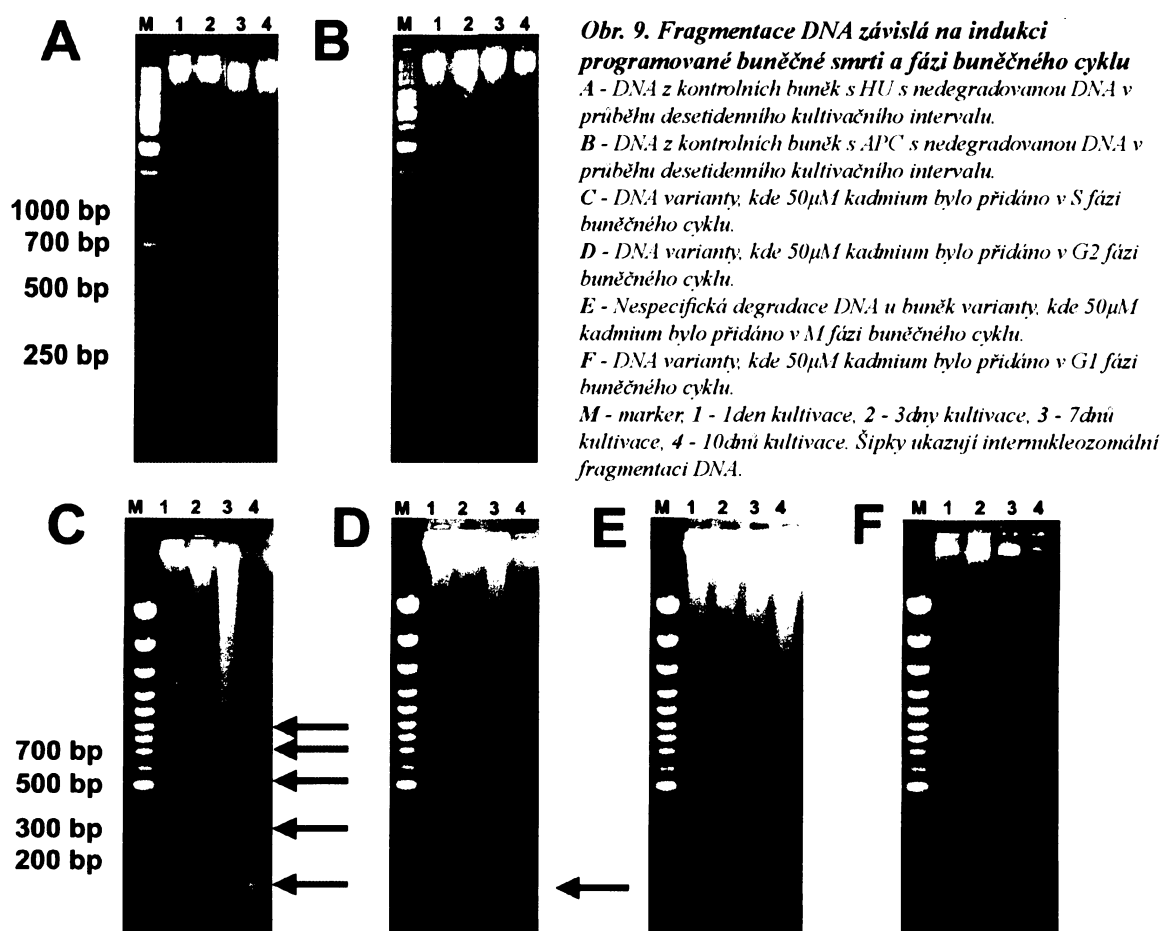 A
M 1 2 3 4
1000 bp
700 bp
500 bp
250 bp
B
M 1 2 3 4
Obr. 9. Fragmentace DNA závislá na indukci
programované buněčné smrti a fázi buněčného cyklu
A - DNA z kontrolních buněk s HU s nedegradovanou DNA v
průběhu desetidenního kultivačního intervalu.
B - DNA z kontrolních buněk s APC s nedegradovanou DNA v
průběhu desetidenního kultivačního intervalu.
C - DNA varianty, kde 50µM kadmium bylo přidáno v S fázi
buněčného cyklu.
D - DNA varianty, kde 50µM kadmium bylo přidáno v G2 fázi
buněčného cyklu.
E - Nespecifická degradace DNA u buněk varianty, kde 50µM
kadmium bylo přidáno v M fázi buněčného cyklu.
F - DNA varianty, kde 50µM kadmium bylo přidáno v G1 fázi
buněčného cyklu.
M - marker, 1 - 1den kultivace, 2 - 3dny kultivace, 3 - 7dnů
kultivace, 4 - 10dnů kultivace. Šipky ukazují internukleozomální
fragmentaci DNA.
C
M 1 2 3 4
700 bp
500 bp
300 bp
200 bp
D
M 1 2 3 4
E
M 1 2 3 4
F
M 1 2 3 4